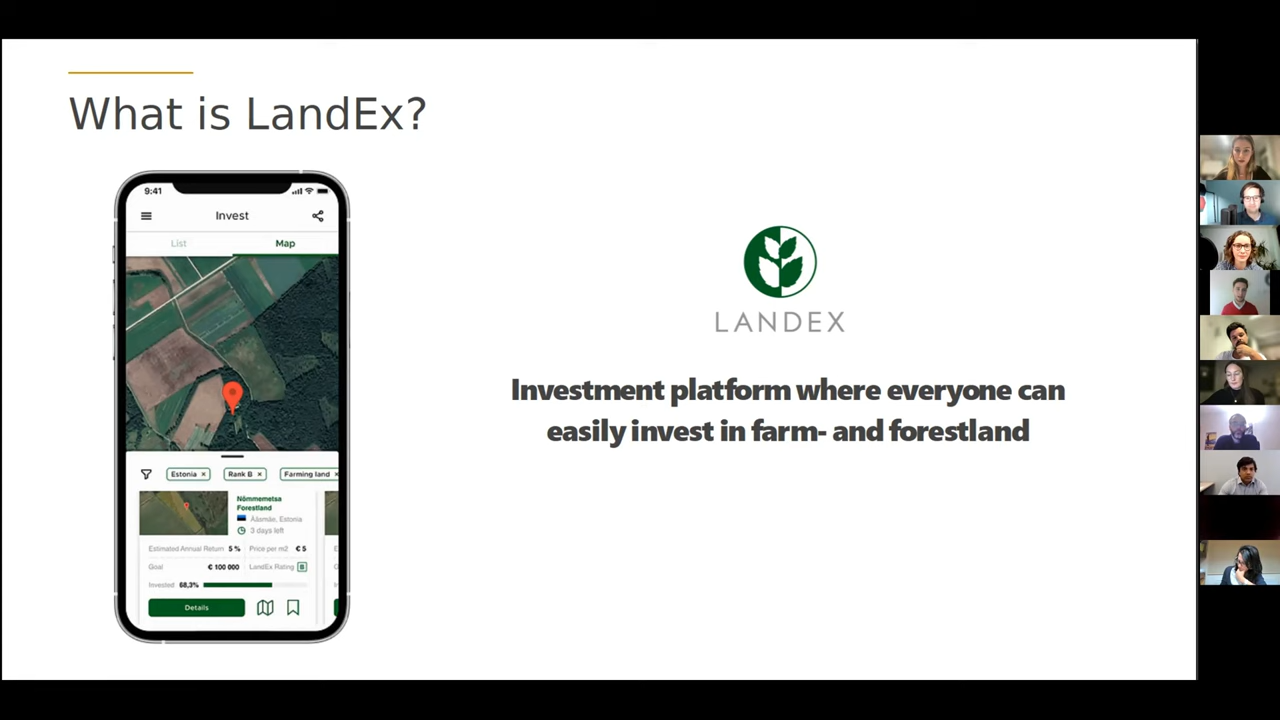 What is LandEx?
9:41
Invest
List
Map
Estonia ×
Rank B ×
Farming land ×
Nõmmemetsa
Forestland
Äasmäe, Estonia
3 days left
Estimated Annual Return 5 %
Price per m2 € 5
Goal € 100 000
LandEx Rating B
Invested 68,3%
Details
LANDEX
Investment platform where everyone can
easily invest in farm- and forestland